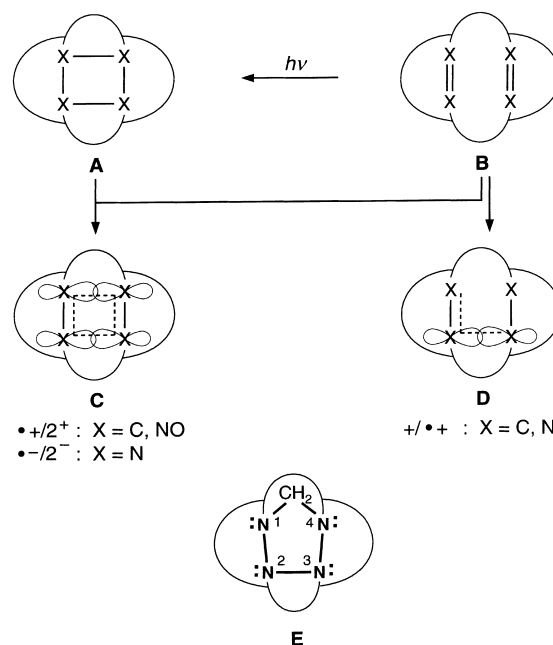 X X hν X X
X X X X
A B
X X X X
X X X X
C D
•+/2⁺ : X = C, NO +/•+ : X = C, N
•−/2⁻ : X = N
CH₂
:N 1 4 N:
:N 2 3 N:
E